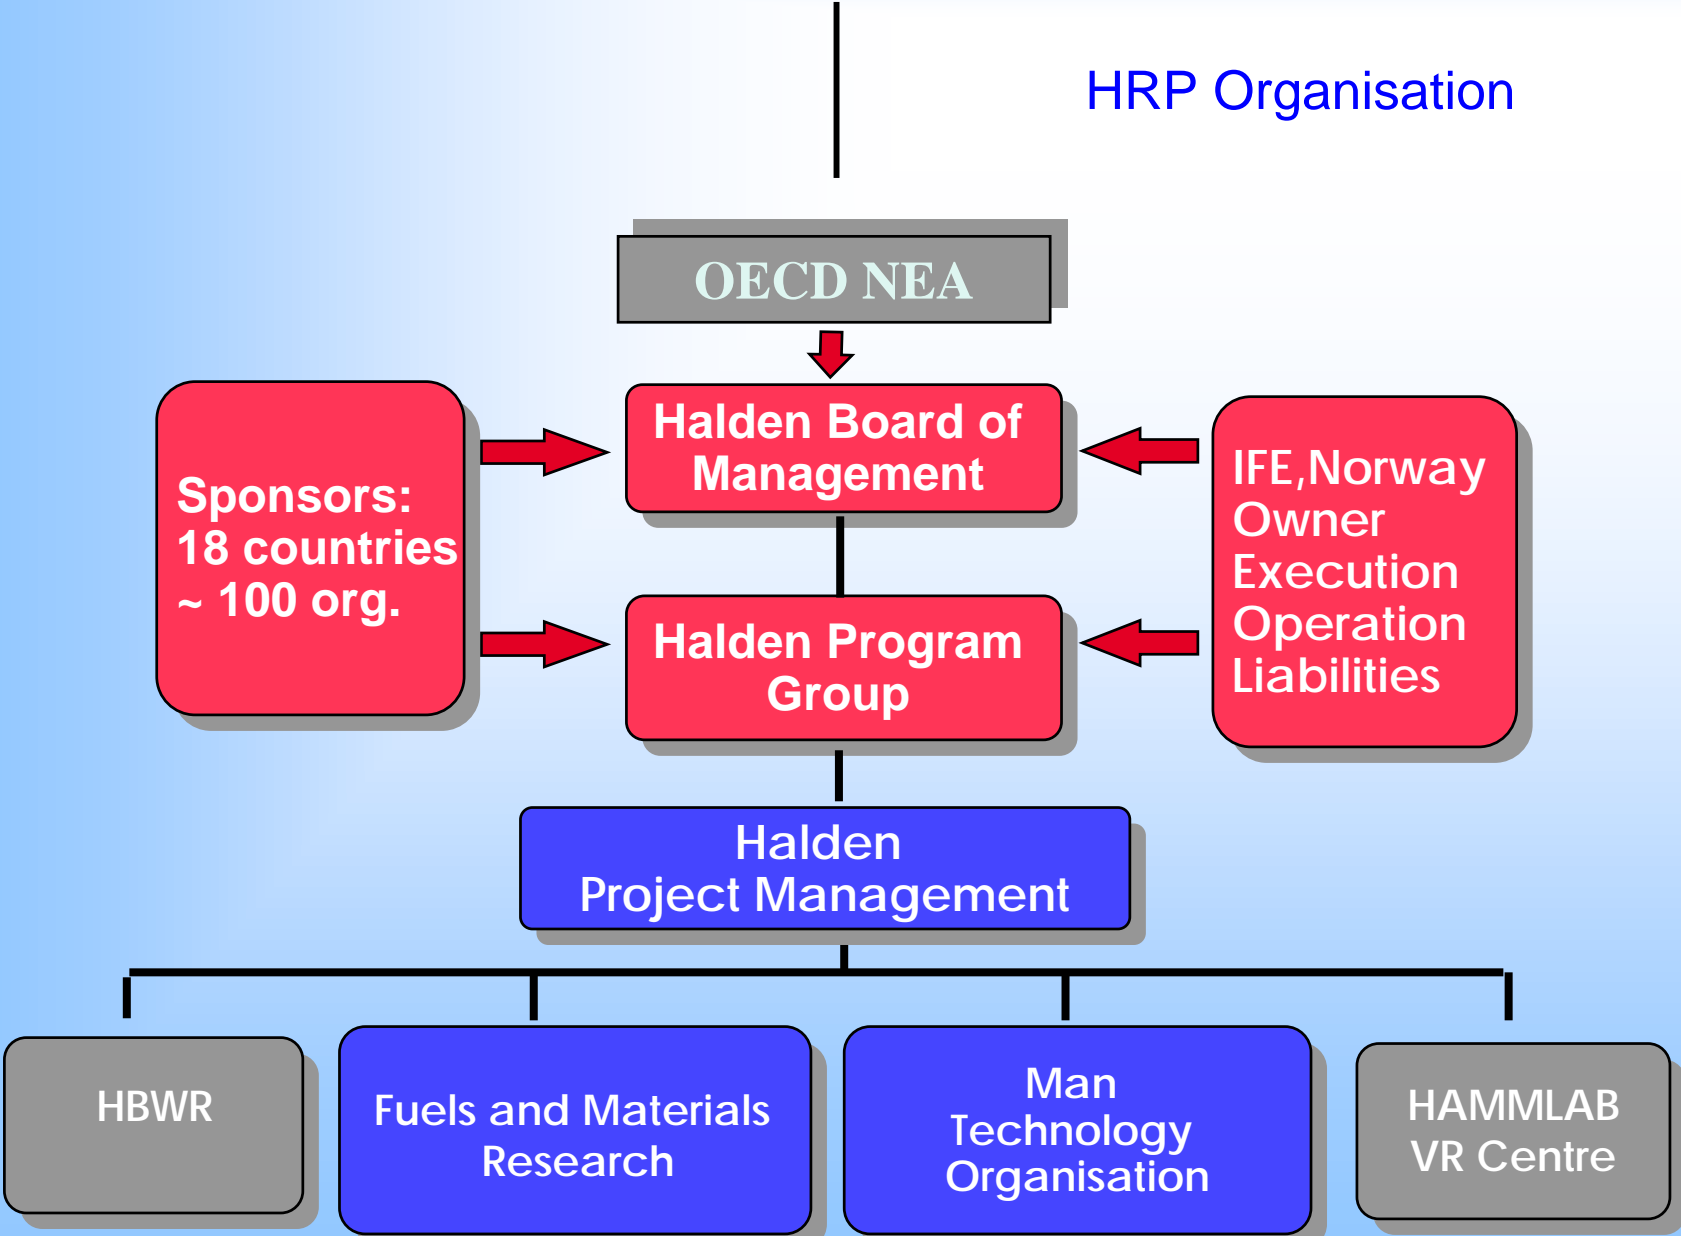 HRP Organisation
OECD NEA
Halden Board of
Management
Sponsors:
18 countries
~ 100 org.
IFE,Norway
Owner
Execution
Operation
Liabilities
Halden Program
Group
Halden
Project Management
HBWR
Fuels and Materials
Research
Man
Technology
Organisation
HAMMLAB
VR Centre